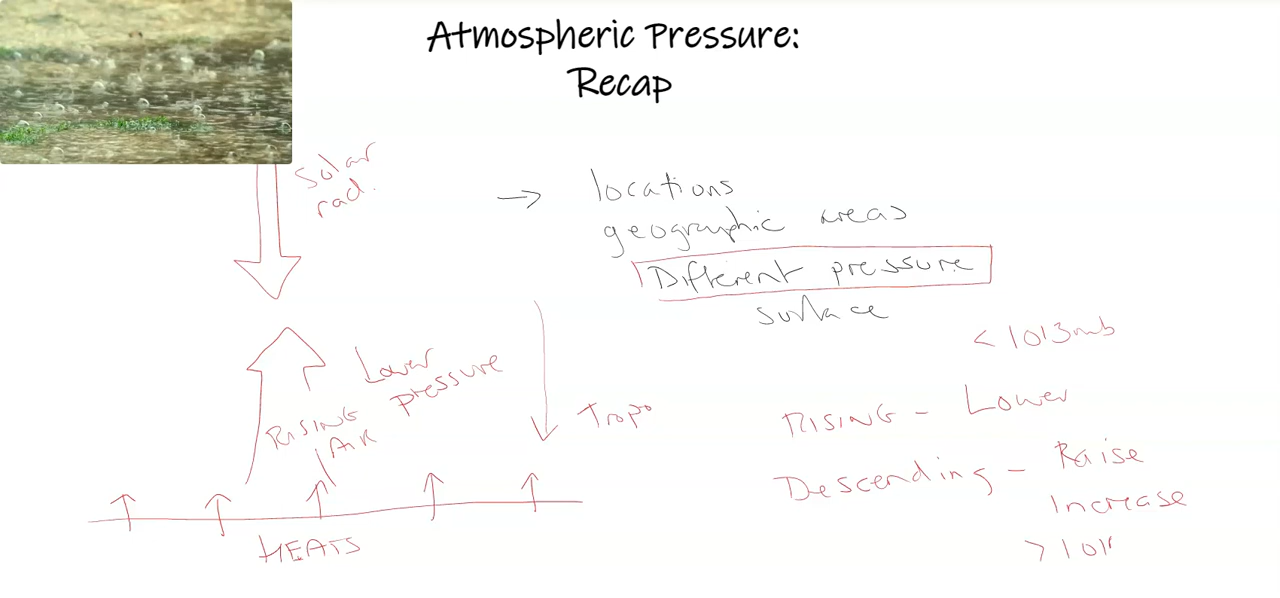 Atmospheric Pressure:
Recap
Solar
rad.
→ locations
geographic areas
Different pressure
surface
< 1013mb
Lower
pressure
RISING
AIR
Tropo
RISING - Lower
Descending - Raise
Increase
> 101
HEATS